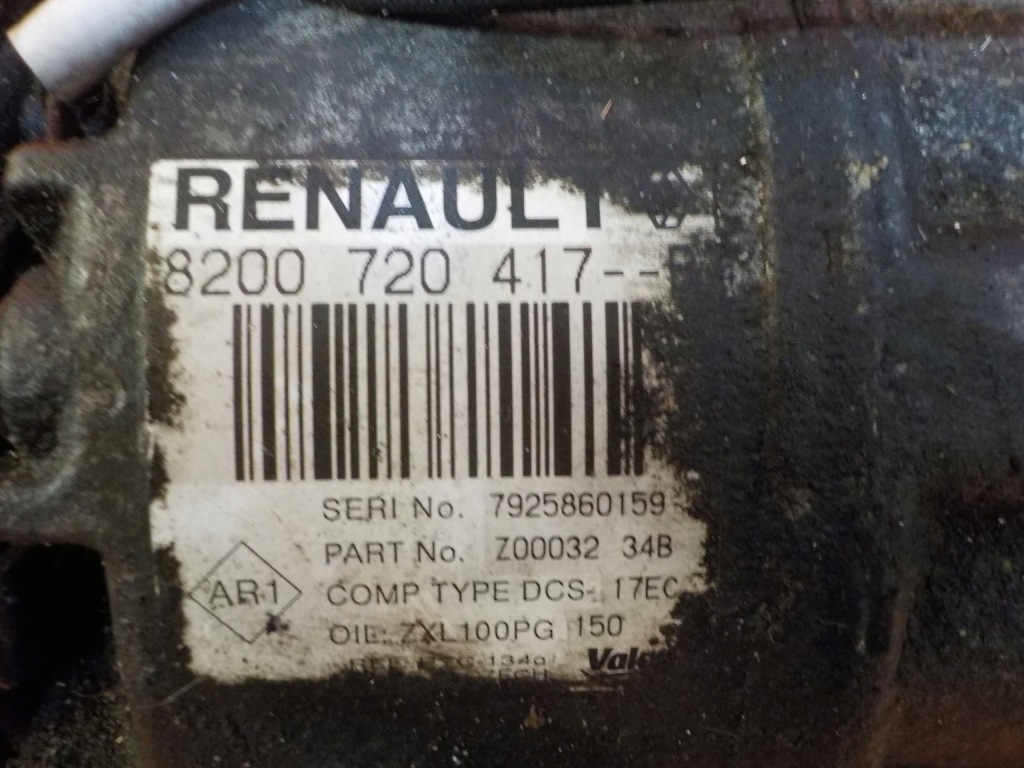 RENAULT
8200 720 417--
SERI No. 7925860159
PART No. Z00032 34B
AR1
COMP TYPE DCS- 17EC
OIL: ZXL100PG 150
134a